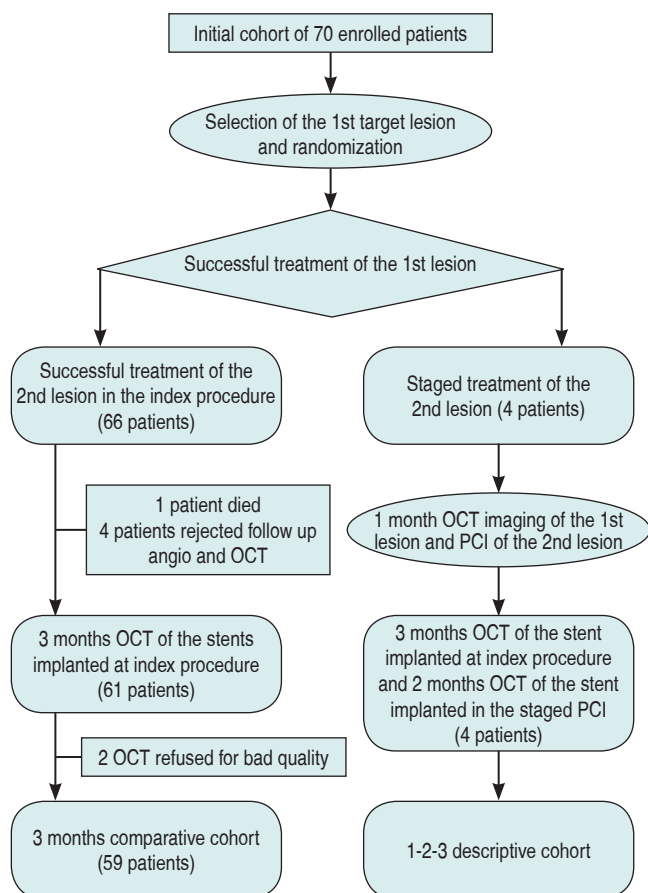 Initial cohort of 70 enrolled patients
Selection of the 1st target lesion
and randomization
Successful treatment of the 1st lesion
Successful treatment of the
2nd lesion in the index procedure
(66 patients)
Staged treatment of the
2nd lesion (4 patients)
1 patient died
4 patients rejected follow up
angio and OCT
1 month OCT imaging of the 1st
lesion and PCI of the 2nd lesion
3 months OCT of the stents
implanted at index procedure
(61 patients)
3 months OCT of the stent
implanted at index procedure
and 2 months OCT of the stent
implanted in the staged PCI
(4 patients)
2 OCT refused for bad quality
3 months comparative cohort
(59 patients)
1-2-3 descriptive cohort